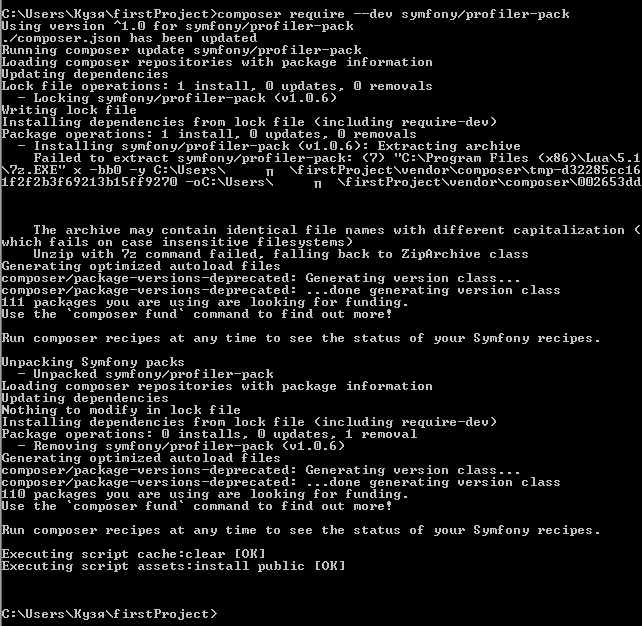 C:\Users\Кузя\firstProject>composer require --dev symfony/profiler-pack
Using version ^1.0 for symfony/profiler-pack
./composer.json has been updated
Running composer update symfony/profiler-pack
Loading composer repositories with package information
Updating dependencies
Lock file operations: 1 install, 0 updates, 0 removals
- Locking symfony/profiler-pack (v1.0.6)
Writing lock file
Installing dependencies from lock file (including require-dev)
Package operations: 1 install, 0 updates, 0 removals
- Installing symfony/profiler-pack (v1.0.6): Extracting archive
Failed to extract symfony/profiler-pack: (7) "C:\Program Files (x86)\Lua\5.1
\7z.EXE" x -bb0 -y C:\Users\ п \firstProject\vendor\composer\tmp-d32285cc16
1f2f2b3f69213b15ff9270 -oC:\Users\ п \firstProject\vendor\composer\002653dd
The archive may contain identical file names with different capitalization (
which fails on case insensitive filesystems)
Unzip with 7z command failed, falling back to ZipArchive class
Generating optimized autoload files
composer/package-versions-deprecated: Generating version class...
composer/package-versions-deprecated: ...done generating version class
111 packages you are using are looking for funding.
Use the `composer fund` command to find out more!
Run composer recipes at any time to see the status of your Symfony recipes.
Unpacking Symfony packs
- Unpacked symfony/profiler-pack
Loading composer repositories with package information
Updating dependencies
Nothing to modify in lock file
Installing dependencies from lock file (including require-dev)
Package operations: 0 installs, 0 updates, 1 removal
- Removing symfony/profiler-pack (v1.0.6)
Generating optimized autoload files
composer/package-versions-deprecated: Generating version class...
composer/package-versions-deprecated: ...done generating version class
110 packages you are using are looking for funding.
Use the `composer fund` command to find out more!
Run composer recipes at any time to see the status of your Symfony recipes.
Executing script cache:clear [OK]
Executing script assets:install public [OK]
C:\Users\Кузя\firstProject>